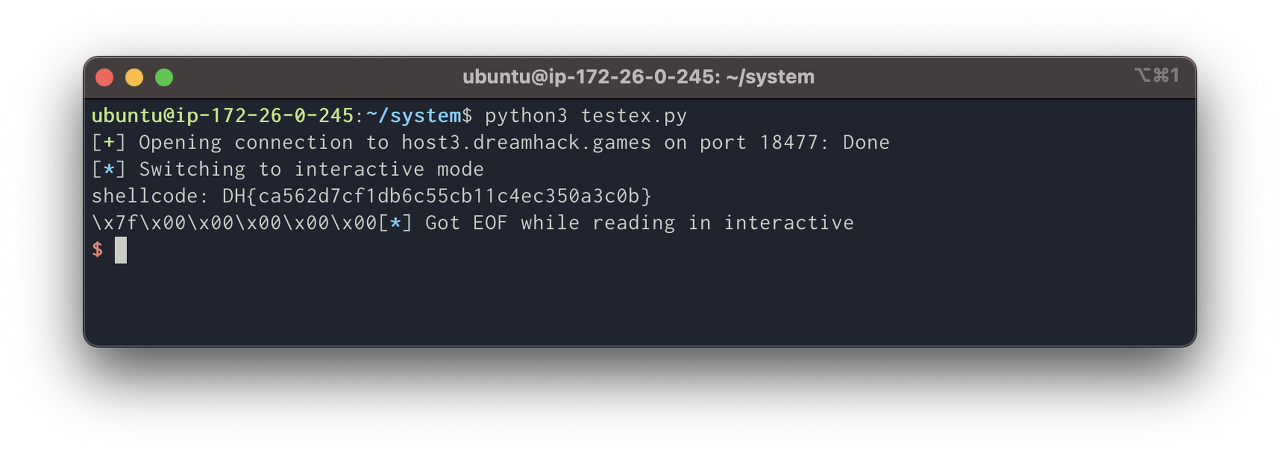 ubuntu@ip-172-26-0-245: ~/system
⌥⌘1
ubuntu@ip-172-26-0-245:~/system$ python3 testex.py
[+] Opening connection to host3.dreamhack.games on port 18477: Done
[*] Switching to interactive mode
shellcode: DH{ca562d7cf1db6c55cb11c4ec350a3c0b}
\x7f\x00\x00\x00\x00\x00[*] Got EOF while reading in interactive
$